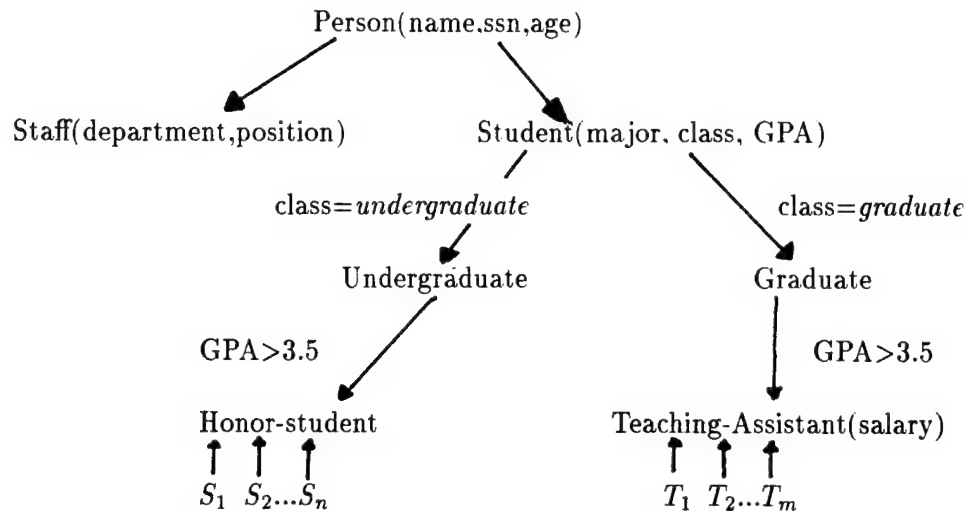 Person(name.ssn,age)
Staff(department,position)
Student(major. class, GPA)
class=undergraduate
class=graduate
Undergraduate
Graduate
GPA>3.5
GPA>3.5
Honor-student
Teaching-Assistant(salary)
S1 S2...Sn
T1 T2...Tm